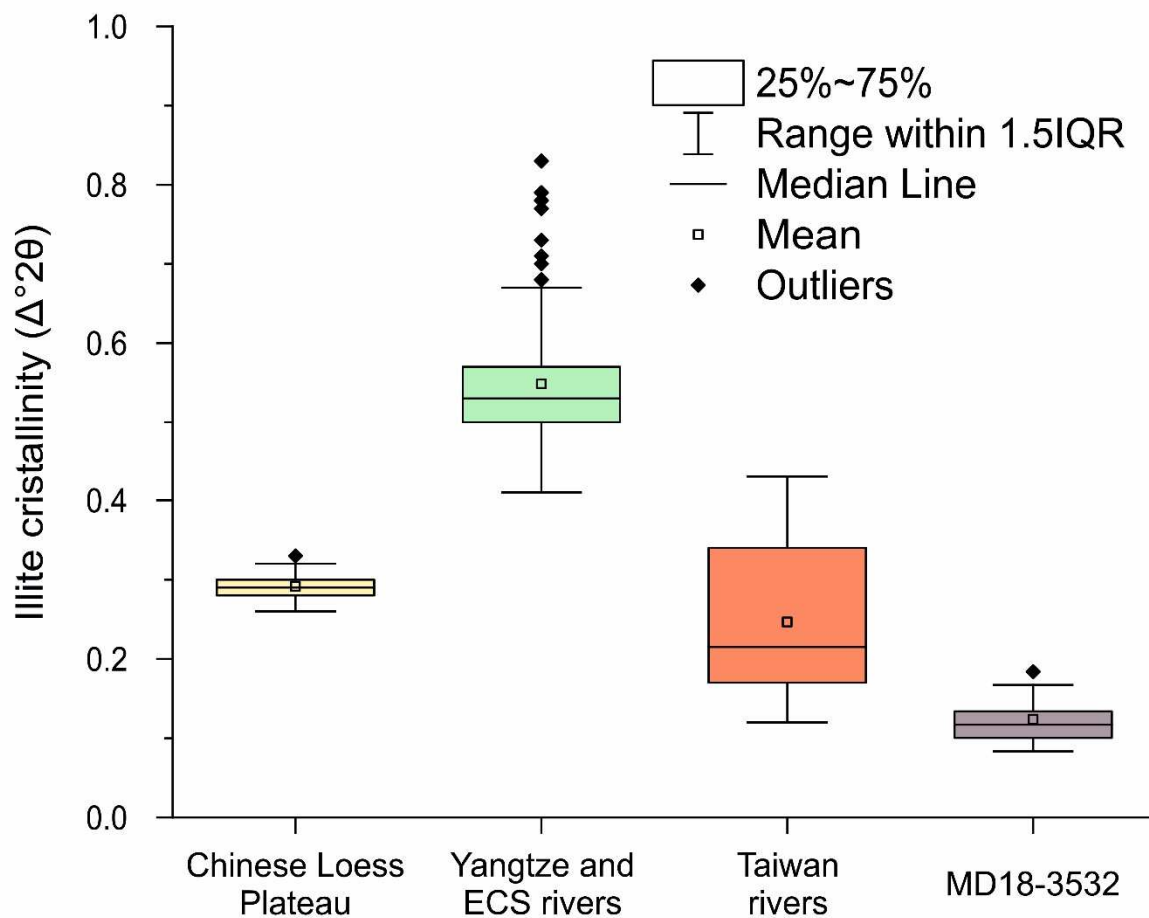 1.0
0.8
0.6
0.4
0.2
0.0
Illite cristallinity (Δ°2θ)
25%~75%
Range within 1.5IQR
Median Line
Mean
Outliers
Chinese Loess
Plateau
Yangtze and
ECS rivers
Taiwan
rivers
MD18-3532